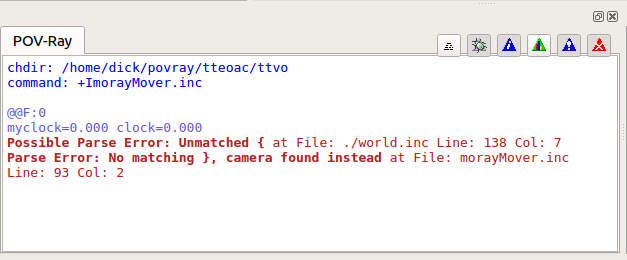 POV-Ray
chdir: /home/dick/povray/tteoac/ttvo
command: +ImorayMover.inc
@@F:0
myclock=0.000 clock=0.000
Possible Parse Error: Unmatched { at File: ./world.inc Line: 138 Col: 7
Parse Error: No matching }, camera found instead at File: morayMover.inc
Line: 93 Col: 2